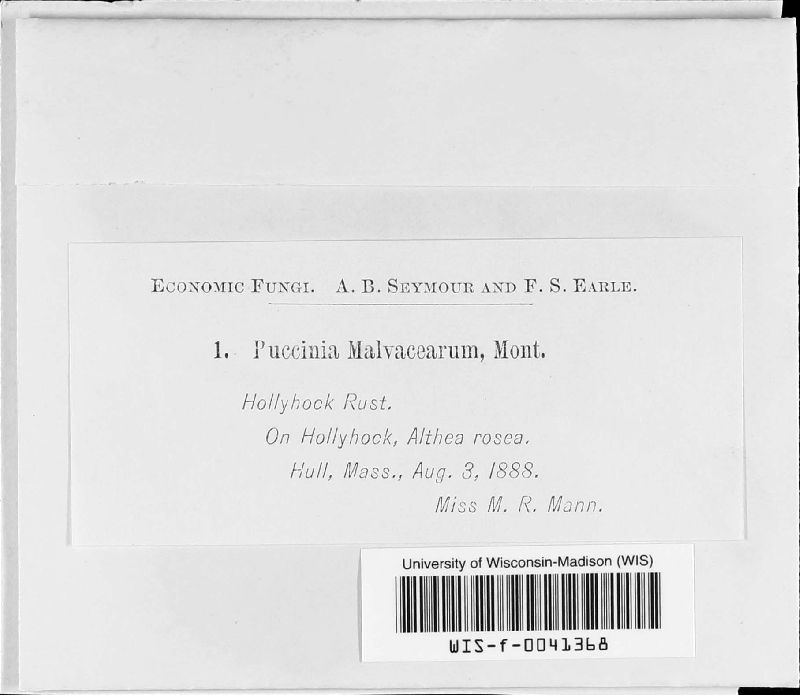 Economic Fungi. A. B. Seymour and F. S. Earle.
1. Puccinia Malvacearum, Mont.
Hollyhock Rust.
On Hollyhock, Althea rosea.
Hull, Mass., Aug. 3, 1888.
Miss M. R. Mann.
University of Wisconsin-Madison (WIS)
WIS-f-0041368